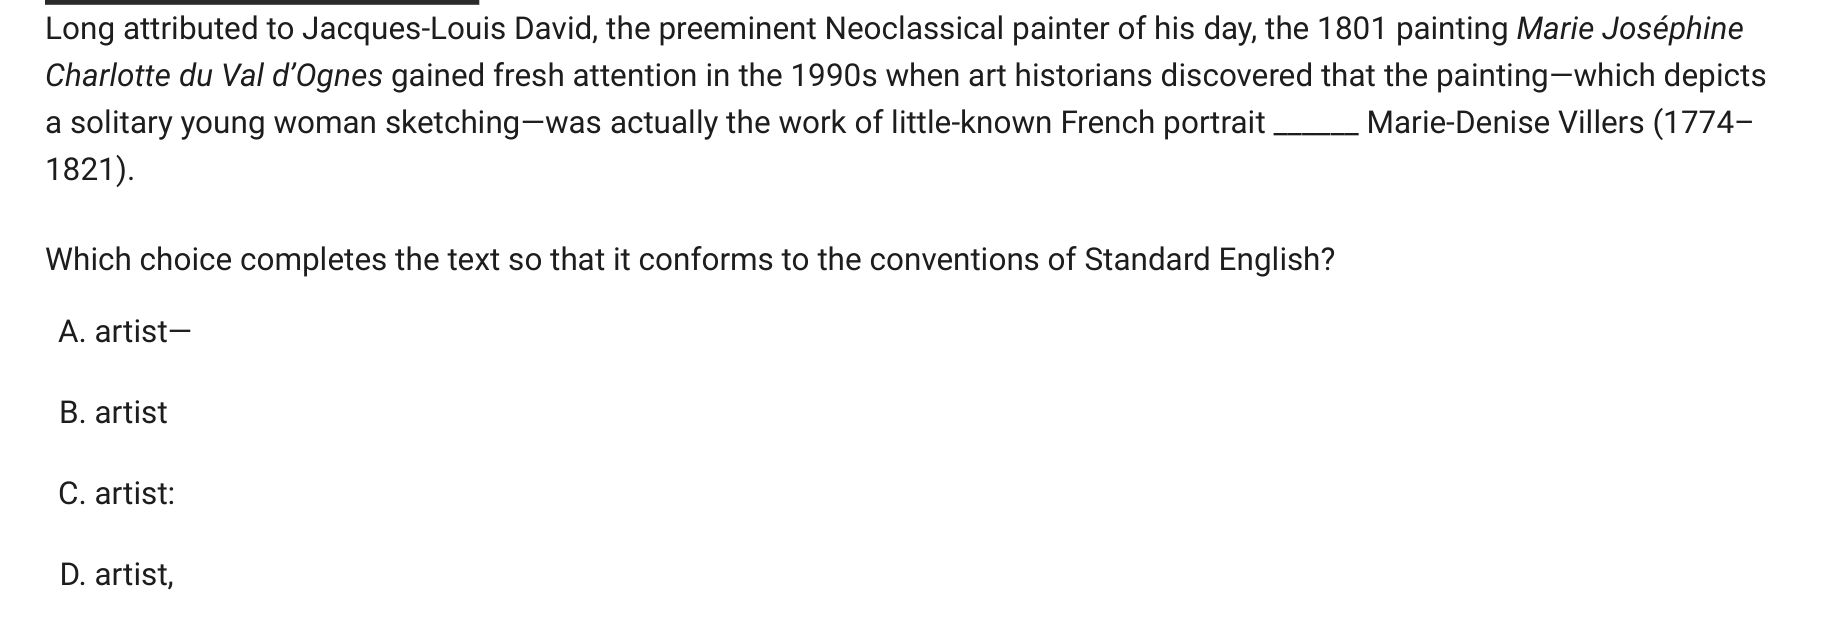 Long attributed to Jacques-Louis David, the preeminent Neoclassical painter of his day, the 1801 painting Marie Joséphine
Charlotte du Val d’Ognes gained fresh attention in the 1990s when art historians discovered that the painting—which depicts
a solitary young woman sketching—was actually the work of little-known French portrait ______ Marie-Denise Villers (1774–
1821).
Which choice completes the text so that it conforms to the conventions of Standard English?
A. artist—
B. artist
C. artist:
D. artist,